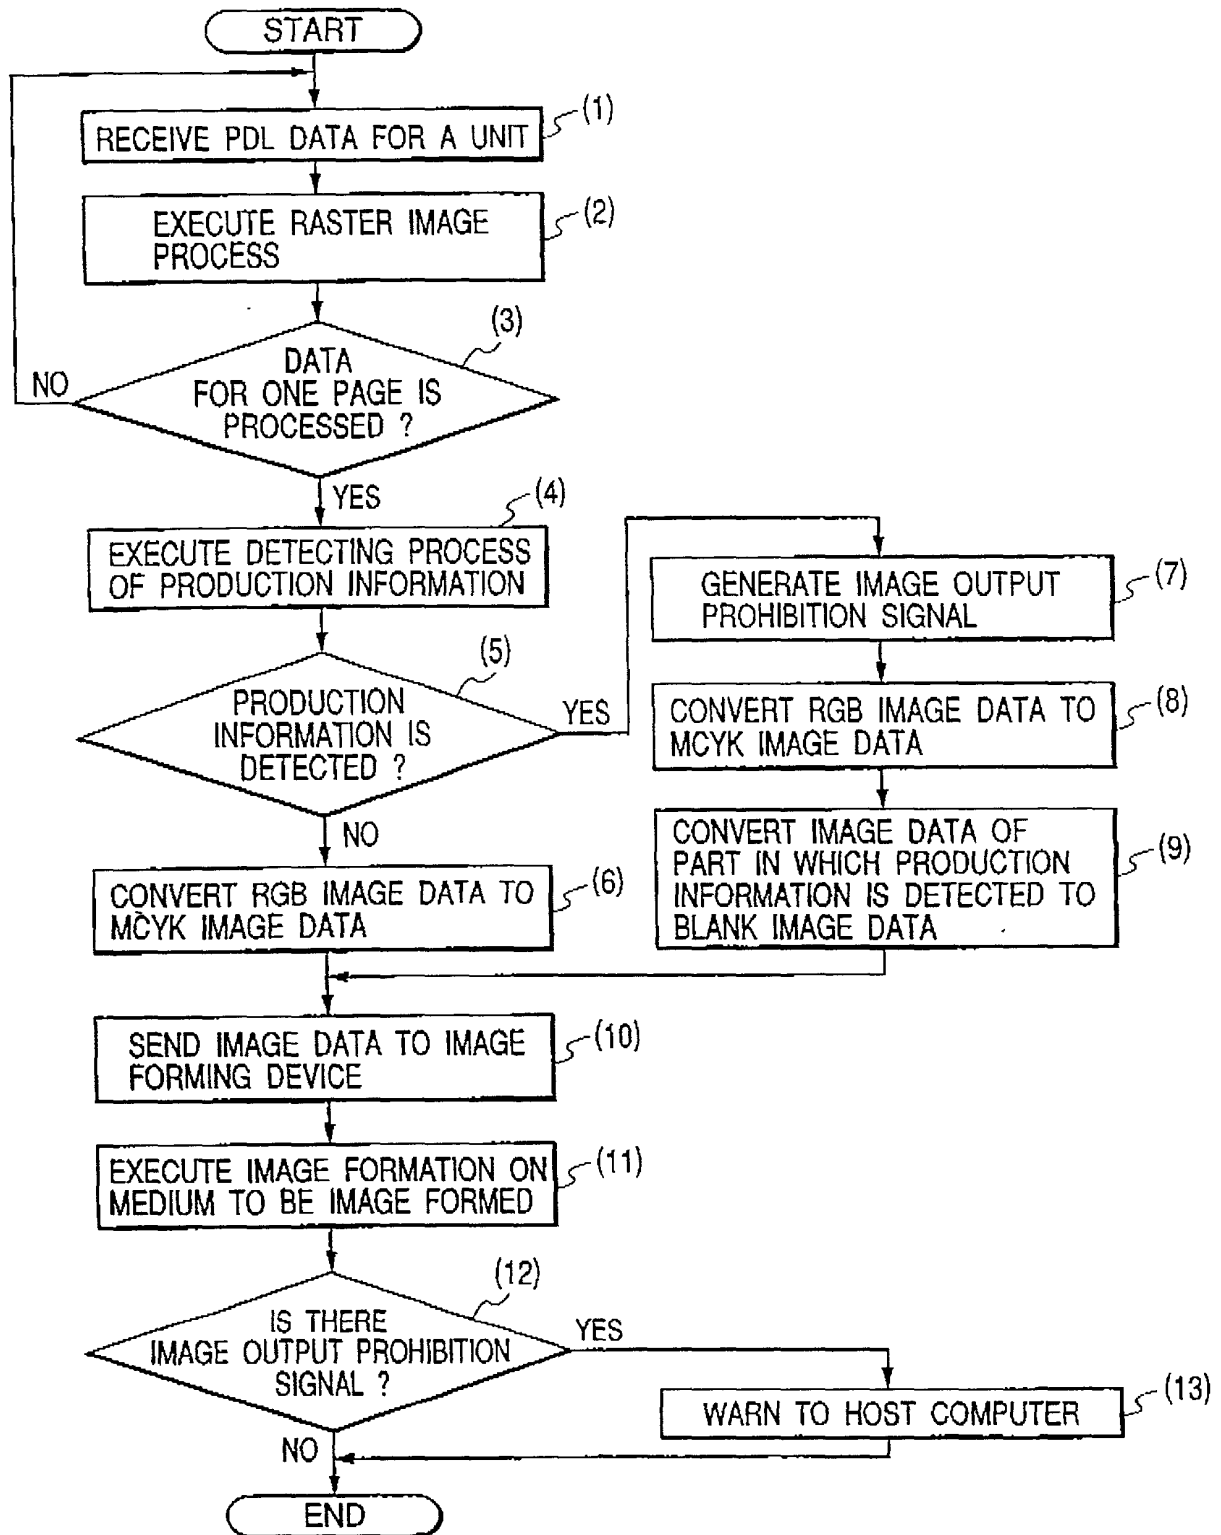 START
(1)
RECEIVE PDL DATA FOR A UNIT
(2)
EXECUTE RASTER IMAGE
PROCESS
(3)
DATA
FOR ONE PAGE IS
PROCESSED ?
NO
YES
(4)
EXECUTE DETECTING PROCESS
OF PRODUCTION INFORMATION
(5)
PRODUCTION
INFORMATION IS
DETECTED ?
YES
NO
(6)
CONVERT RGB IMAGE DATA TO
MCYK IMAGE DATA
(7)
GENERATE IMAGE OUTPUT
PROHIBITION SIGNAL
(8)
CONVERT RGB IMAGE DATA TO
MCYK IMAGE DATA
(9)
CONVERT IMAGE DATA OF
PART IN WHICH PRODUCTION
INFORMATION IS DETECTED TO
BLANK IMAGE DATA
(10)
SEND IMAGE DATA TO IMAGE
FORMING DEVICE
(11)
EXECUTE IMAGE FORMATION ON
MEDIUM TO BE IMAGE FORMED
(12)
IS THERE
IMAGE OUTPUT PROHIBITION
SIGNAL ?
YES
(13)
WARN TO HOST COMPUTER
NO
END